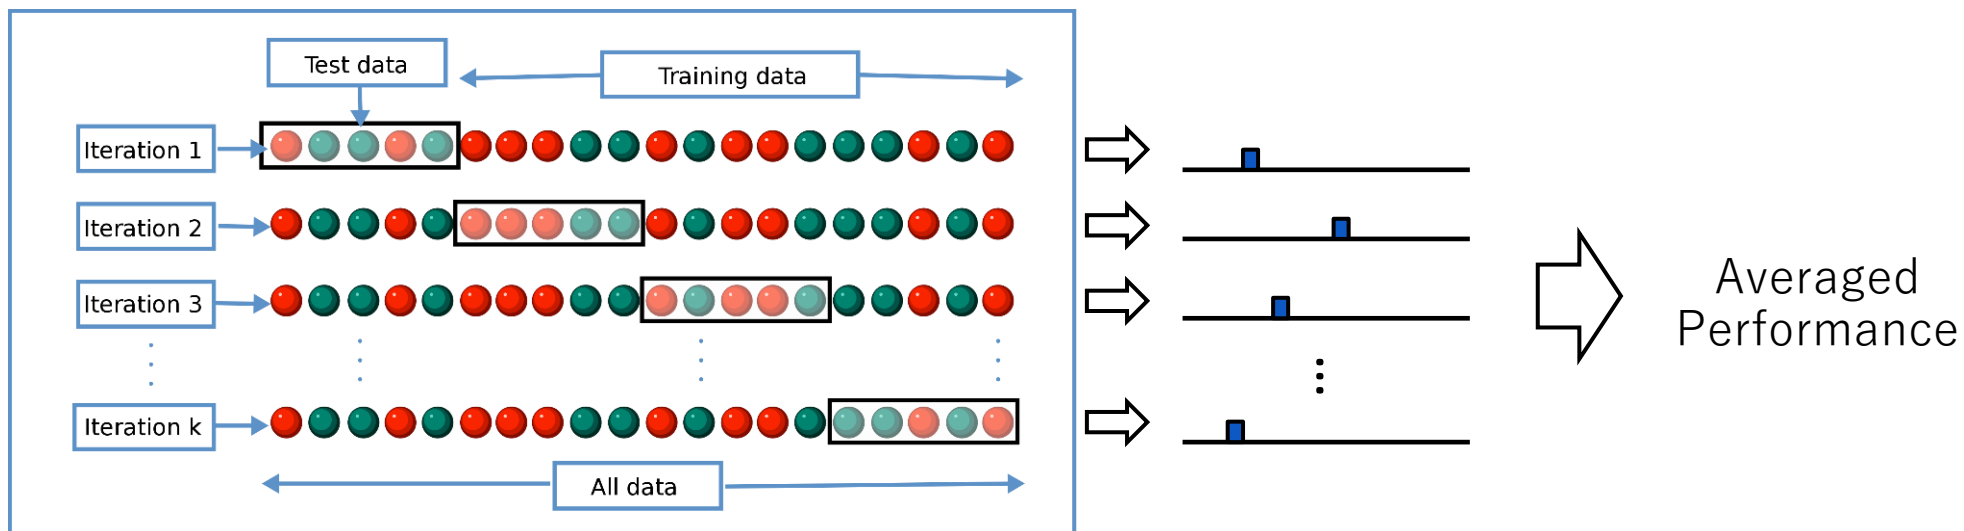 Test data
Training data
Iteration 1
Iteration 2
Iteration 3
Iteration k
All data
Averaged
Performance